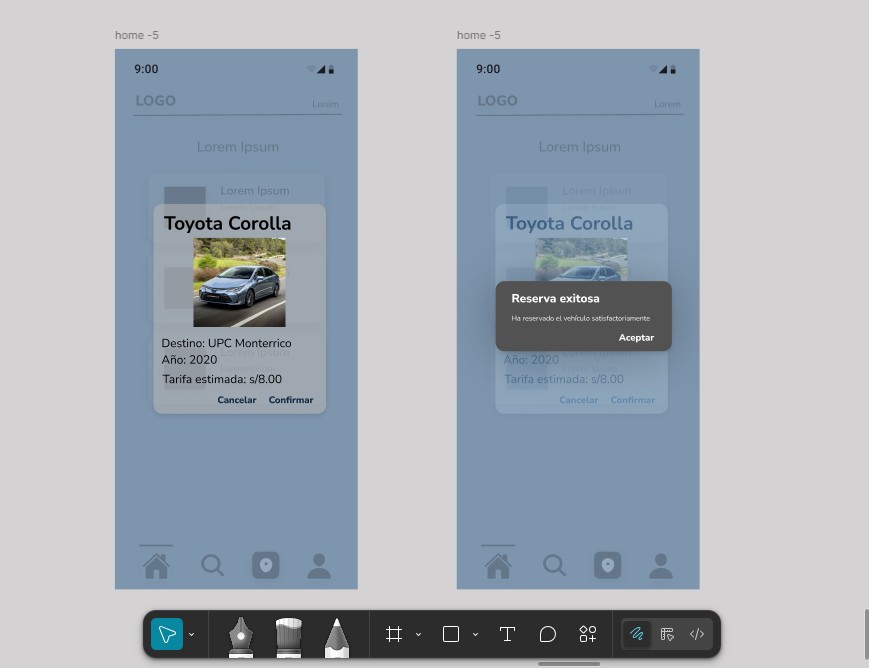 home -5
9:00
LOGO
Lorem
Lorem Ipsum
Lorem Ipsum
Toyota Corolla
Destino: UPC Monterrico
Año: 2020
Tarifa estimada: s/8.00
Cancelar Confirmar
home -5
9:00
LOGO
Lorem
Lorem Ipsum
Lorem Ipsum
Toyota Corolla
Reserva exitosa
Ha reservado el vehículo satisfactoriamente
Aceptar
Año: 2020
Tarifa estimada: s/8.00
Cancelar Confirmar